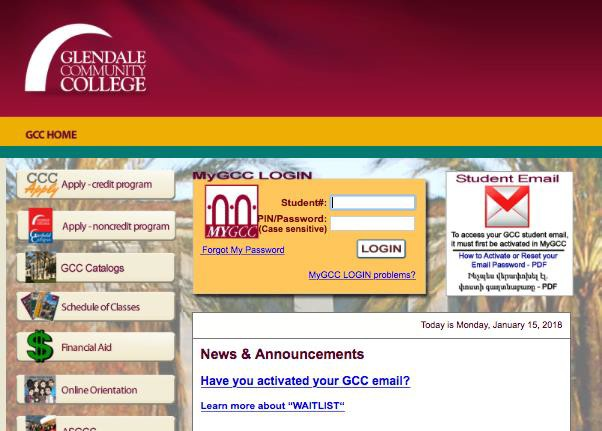 GLENDALE
COMMUNITY
COLLEGE
GCC HOME
CCC Apply
Apply - credit program
Apply - noncredit program
GCC Catalogs
Schedule of Classes
Financial Aid
Online Orientation
MyGCC LOGIN
MYGCC
Student#:
PIN/Password:
(Case sensitive)
Forgot My Password
LOGIN
MyGCC LOGIN problems?
Student Email
To access your GCC student email,
it must first be activated in MyGCC
How to Activate or Reset your
Email Password - PDF
Ինչպես վերափոխել էլ.
փոստի գաղտնաբառը - PDF
Today is Monday, January 15, 2018
News & Announcements
Have you activated your GCC email?
Learn more about “WAITLIST“